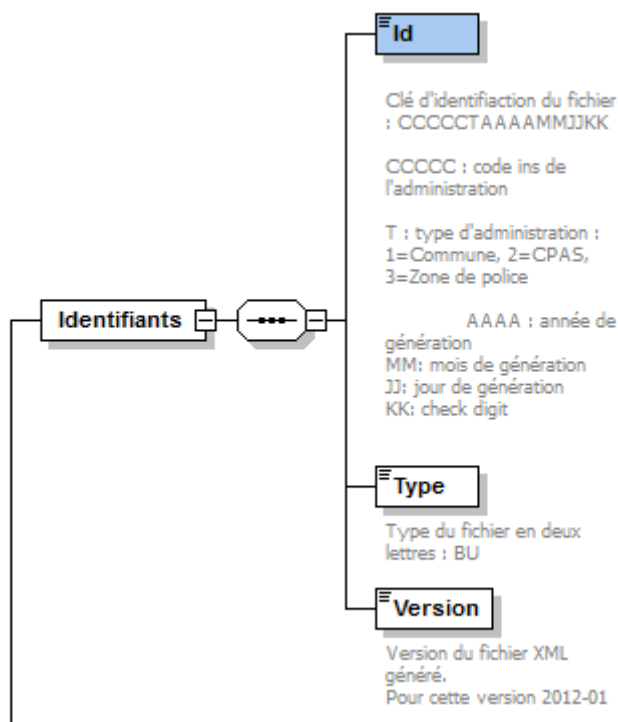 Id
Clé d'identifiaction du fichier
: CCCCCTAAAAMMJJKK
CCCCC : code ins de
l'administration
T : type d'administration :
1=Commune, 2=CPAS,
3=Zone de police
AAAA : année de
génération
MM: mois de génération
JJ: jour de génération
KK: check digit
Identifiants
Type
Type du fichier en deux
lettres : BU
Version
Version du fichier XML
généré.
Pour cette version 2012-01